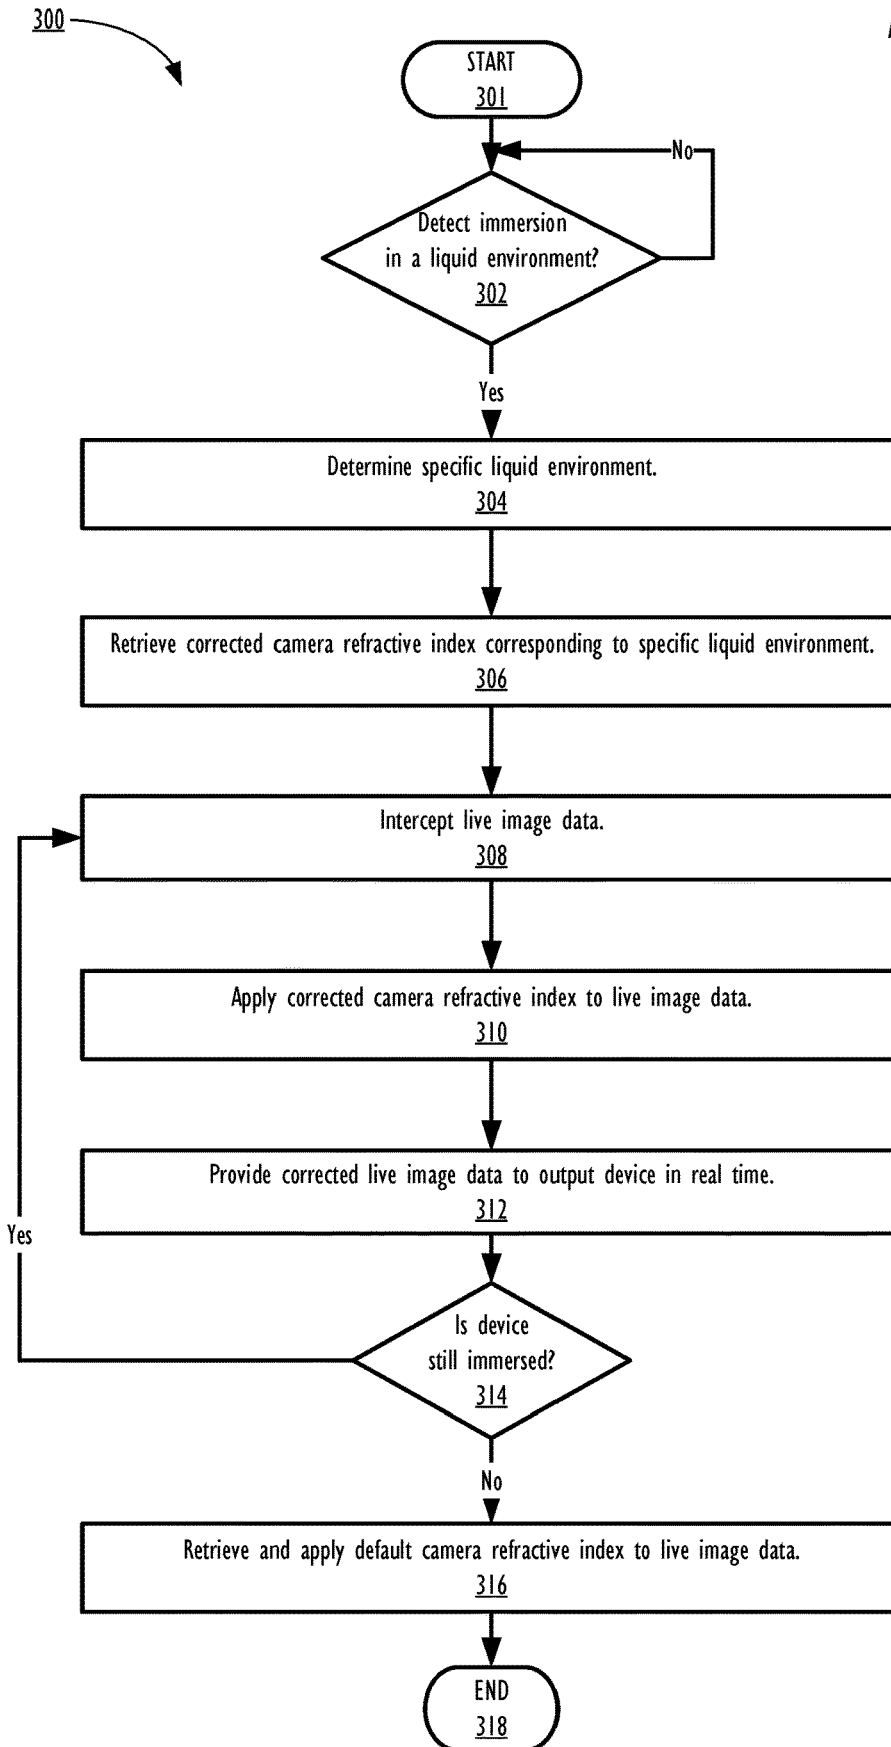 300
START
301
No
Detect immersion
in a liquid environment?
302
Yes
Determine specific liquid environment.
304
Retrieve corrected camera refractive index corresponding to specific liquid environment.
306
Intercept live image data.
308
Apply corrected camera refractive index to live image data.
310
Provide corrected live image data to output device in real time.
312
Yes
Is device
still immersed?
314
No
Retrieve and apply default camera refractive index to live image data.
316
END
318